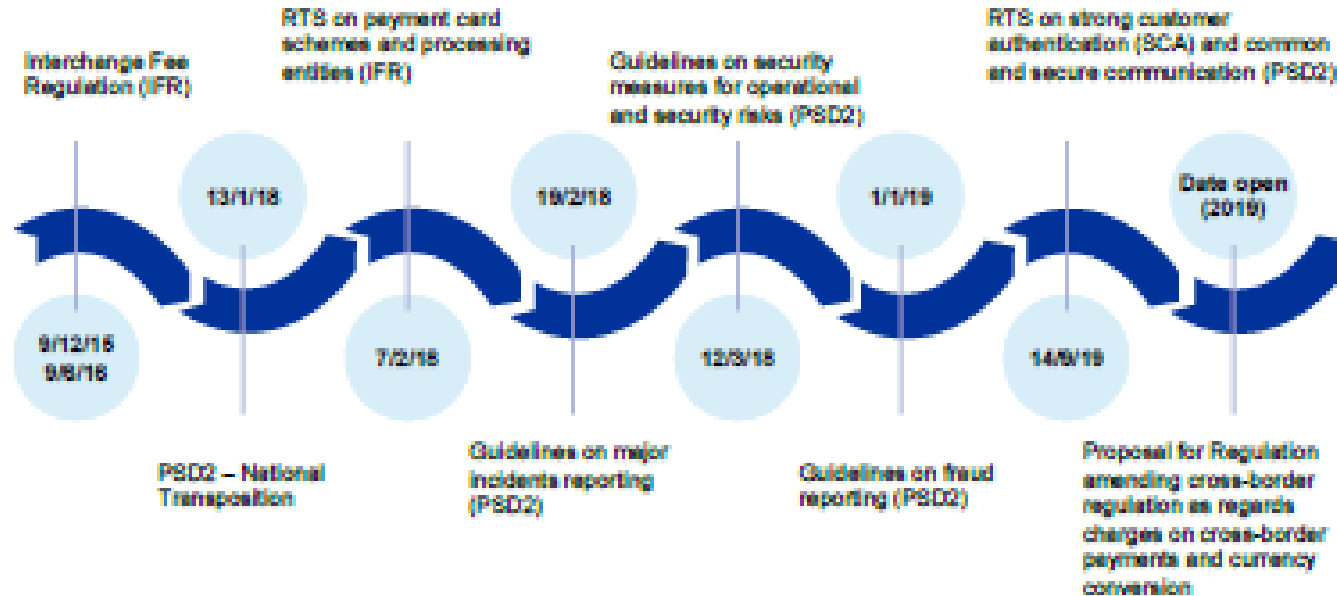 Interchange Fee
Regulation (IFR)
9/12/15
9/6/16
13/1/18
PSD2 – National
Transposition
RTS on payment card
schemes and processing
entities (IFR)
7/2/18
19/2/18
Guidelines on major
incidents reporting
(PSD2)
Guidelines on security
measures for operational
and security risks (PSD2)
12/3/18
1/1/19
Guidelines on fraud
reporting (PSD2)
RTS on strong customer
authentication (SCA) and common
and secure communication (PSD2)
14/9/19
Date open
(2019)
Proposal for Regulation
amending cross-border
regulation as regards
charges on cross-border
payments and currency
conversion